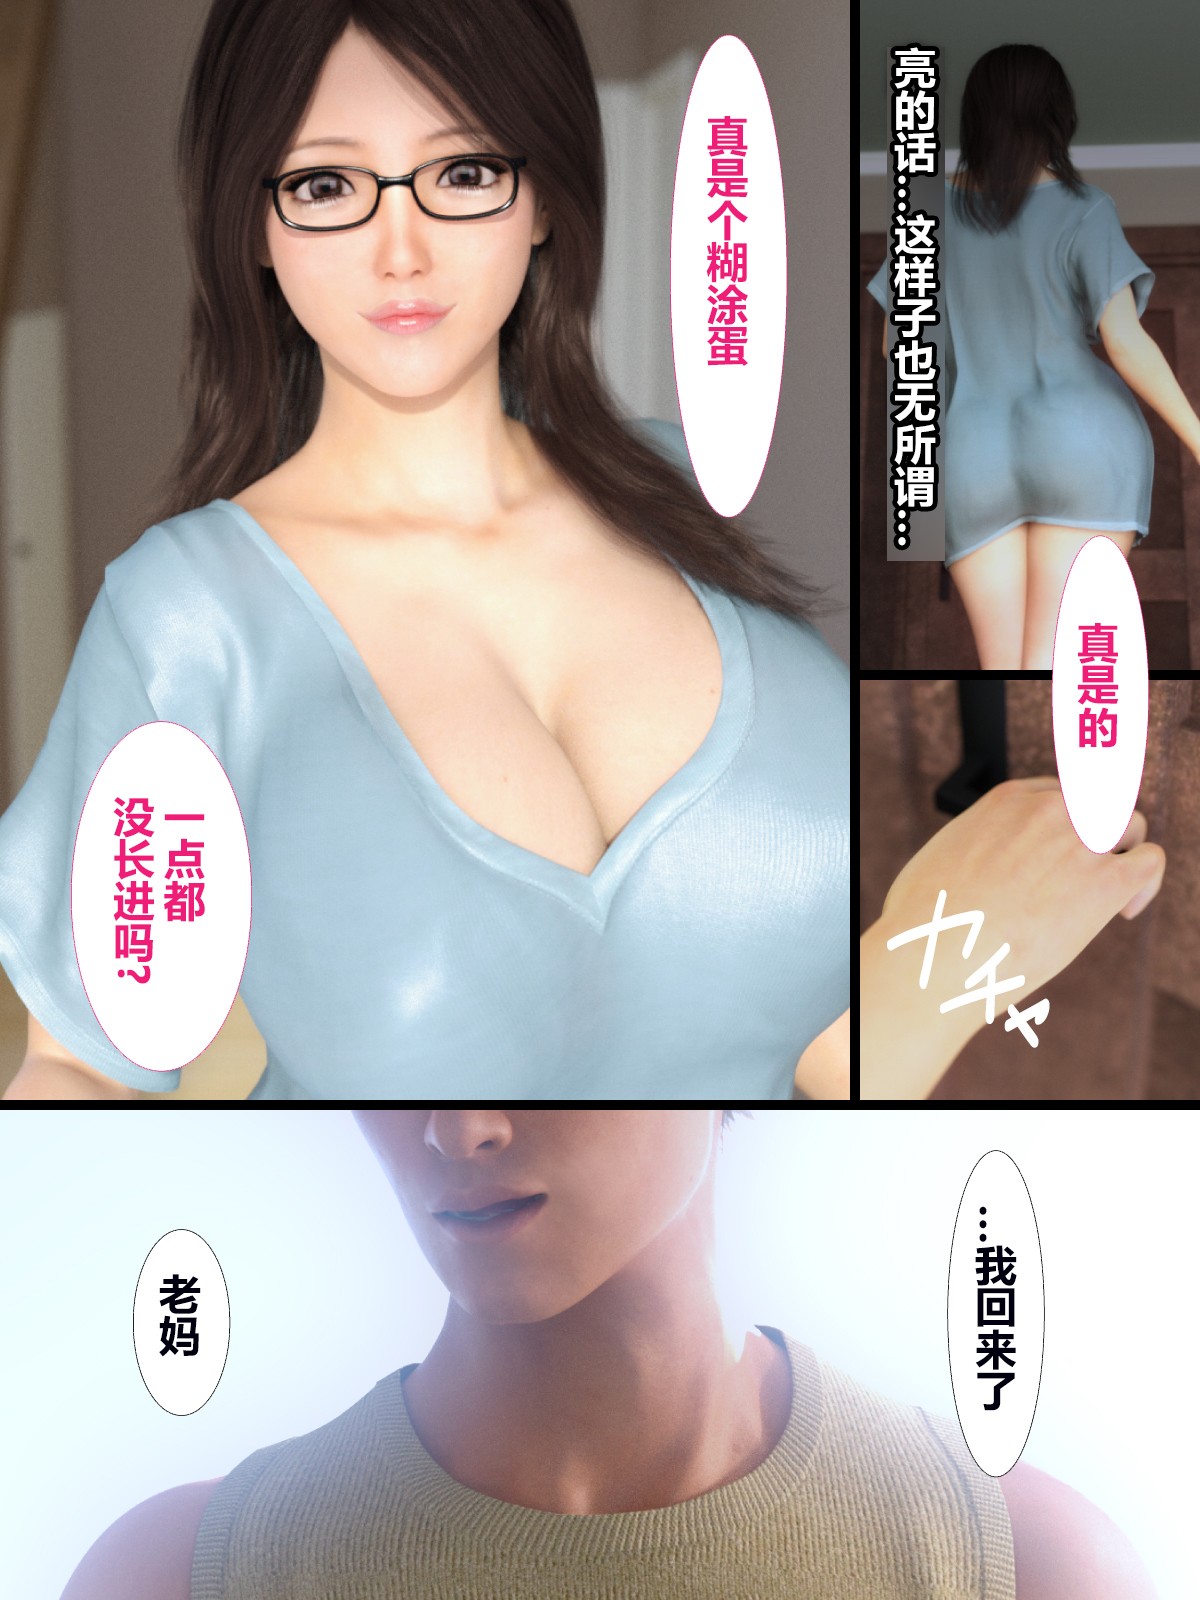 亮的话…这样子也无所谓…
真是的
カチャ
真是个糊涂蛋
一点都
没长进吗?
…我回来了
老妈